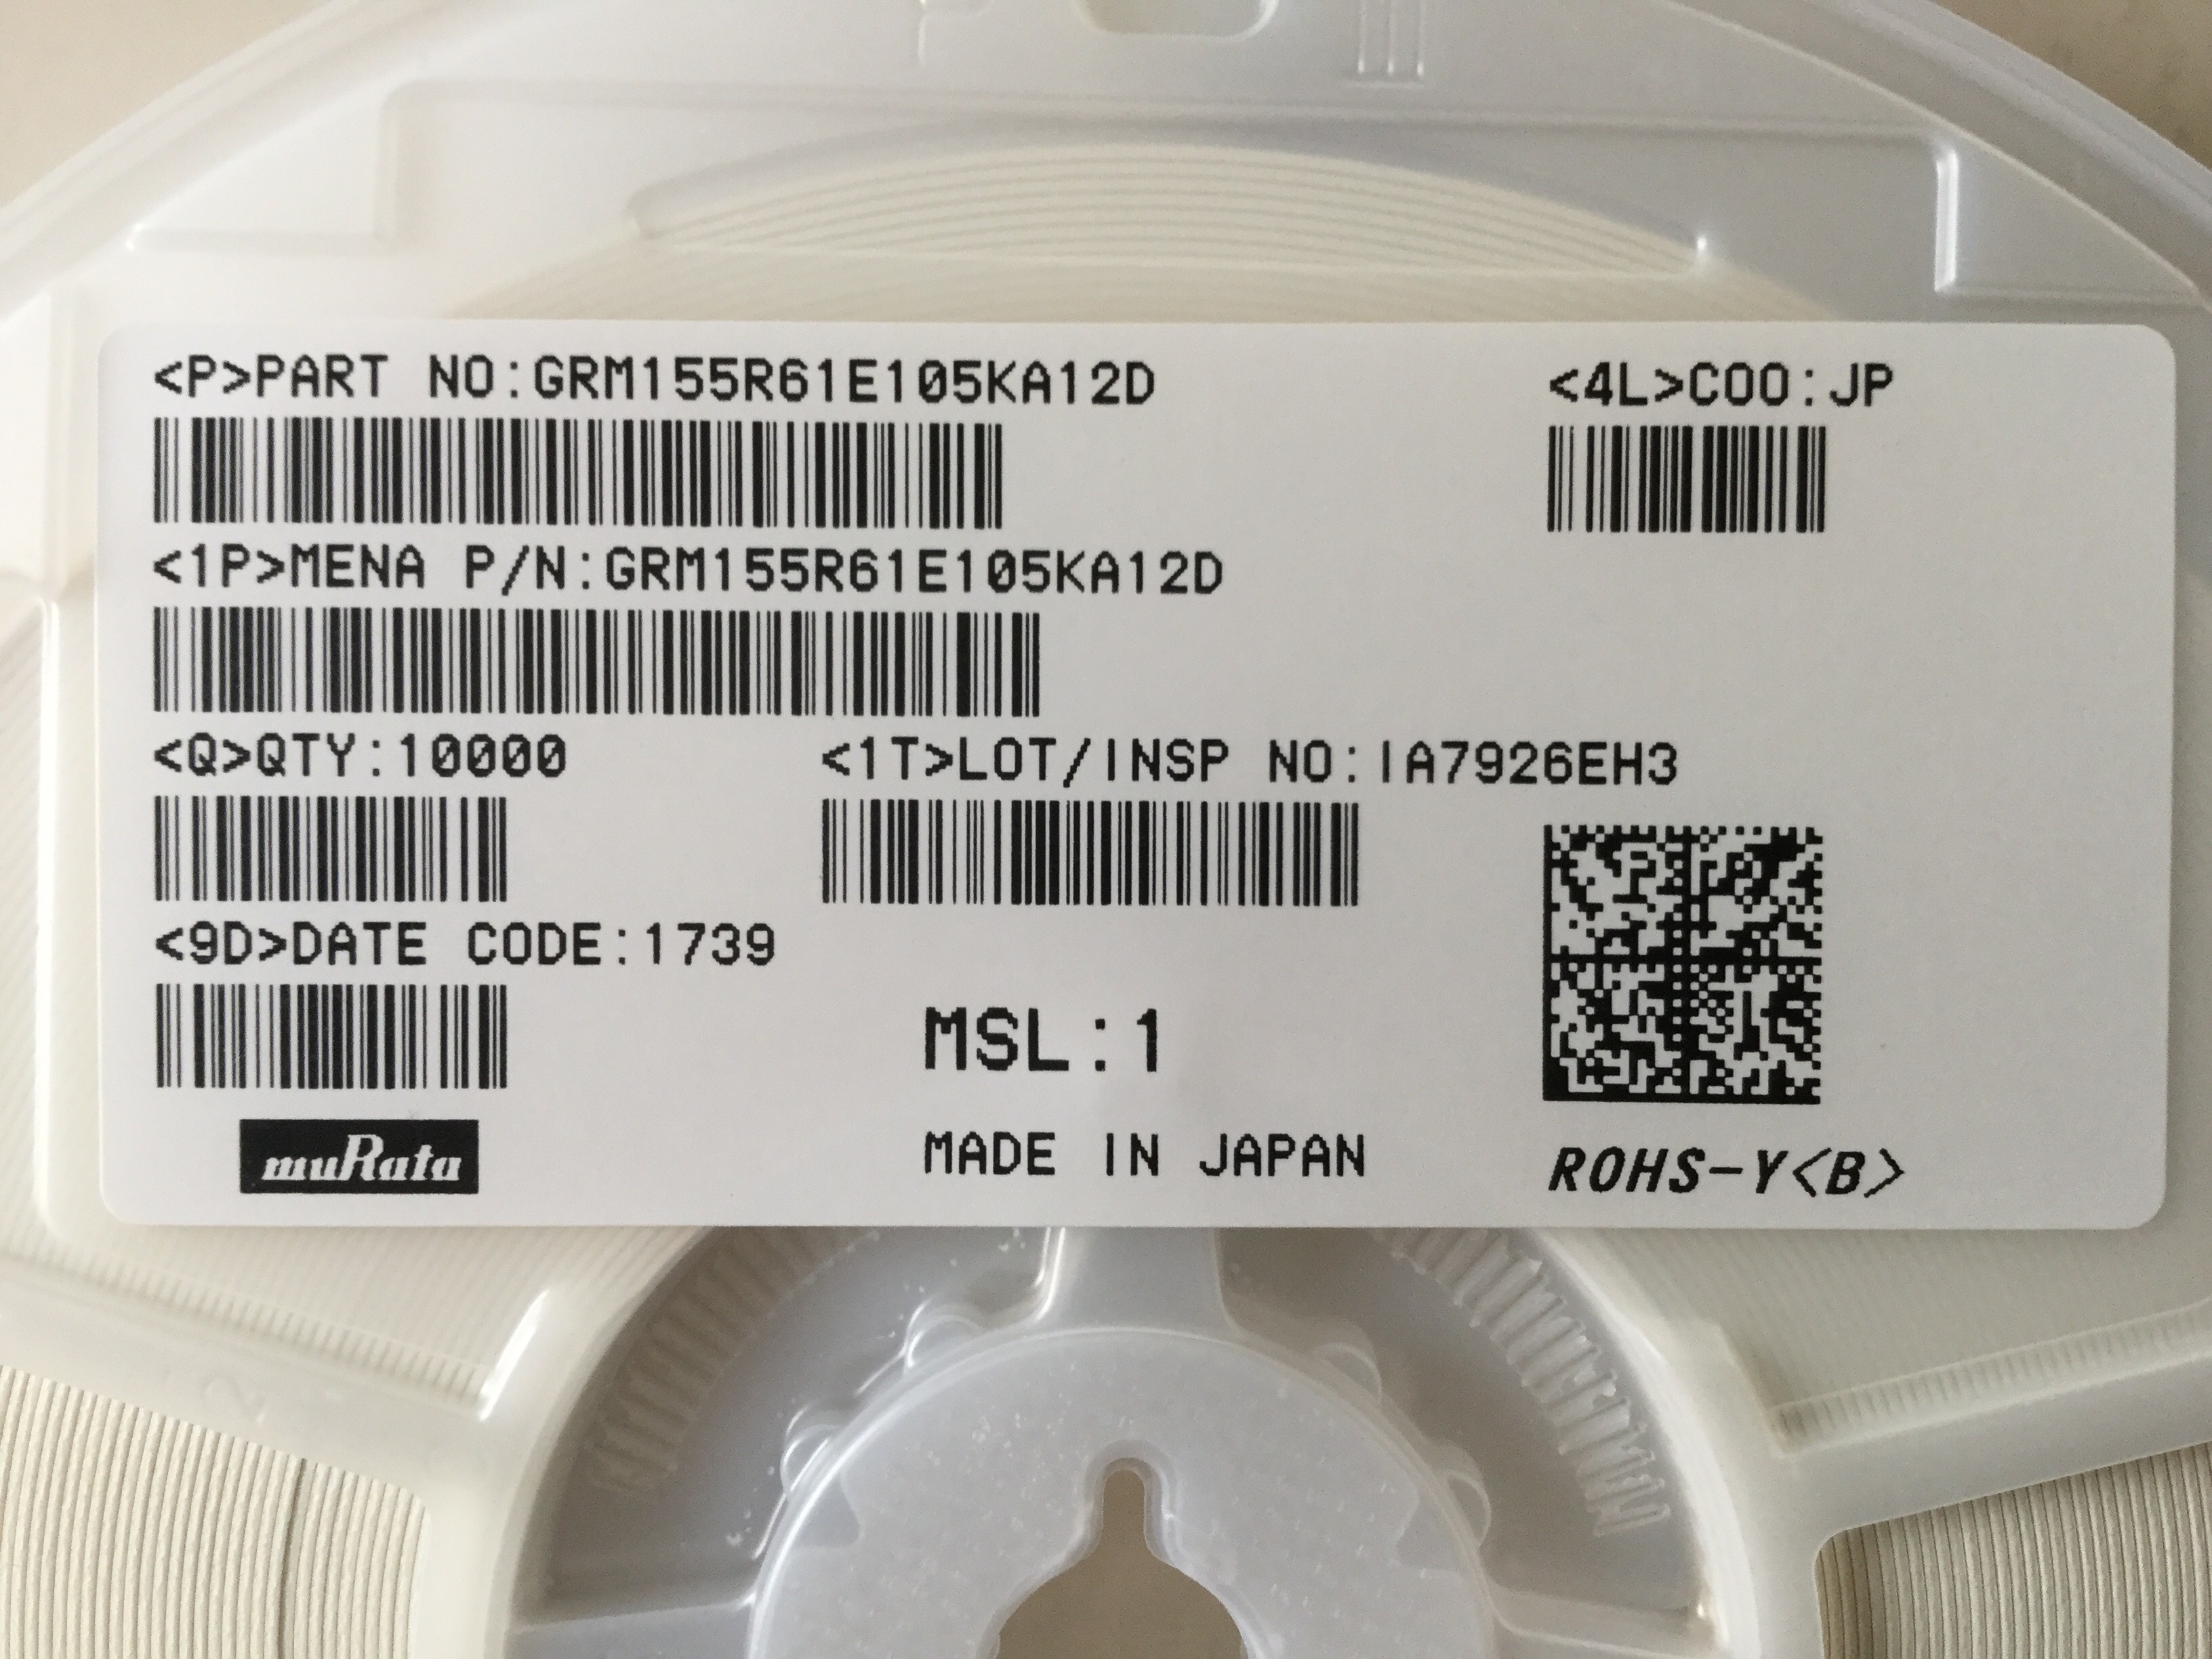 <P>PART NO:GRM155R61E105KA12D
<4L>COO:JP
<1P>MENA P/N:GRM155R61E105KA12D
<Q>QTY:10000
<1T>LOT/INSP NO:IA7926EH3
<9D>DATE CODE:1739
MSL:1
muRata
MADE IN JAPAN
ROHS-Y<B>